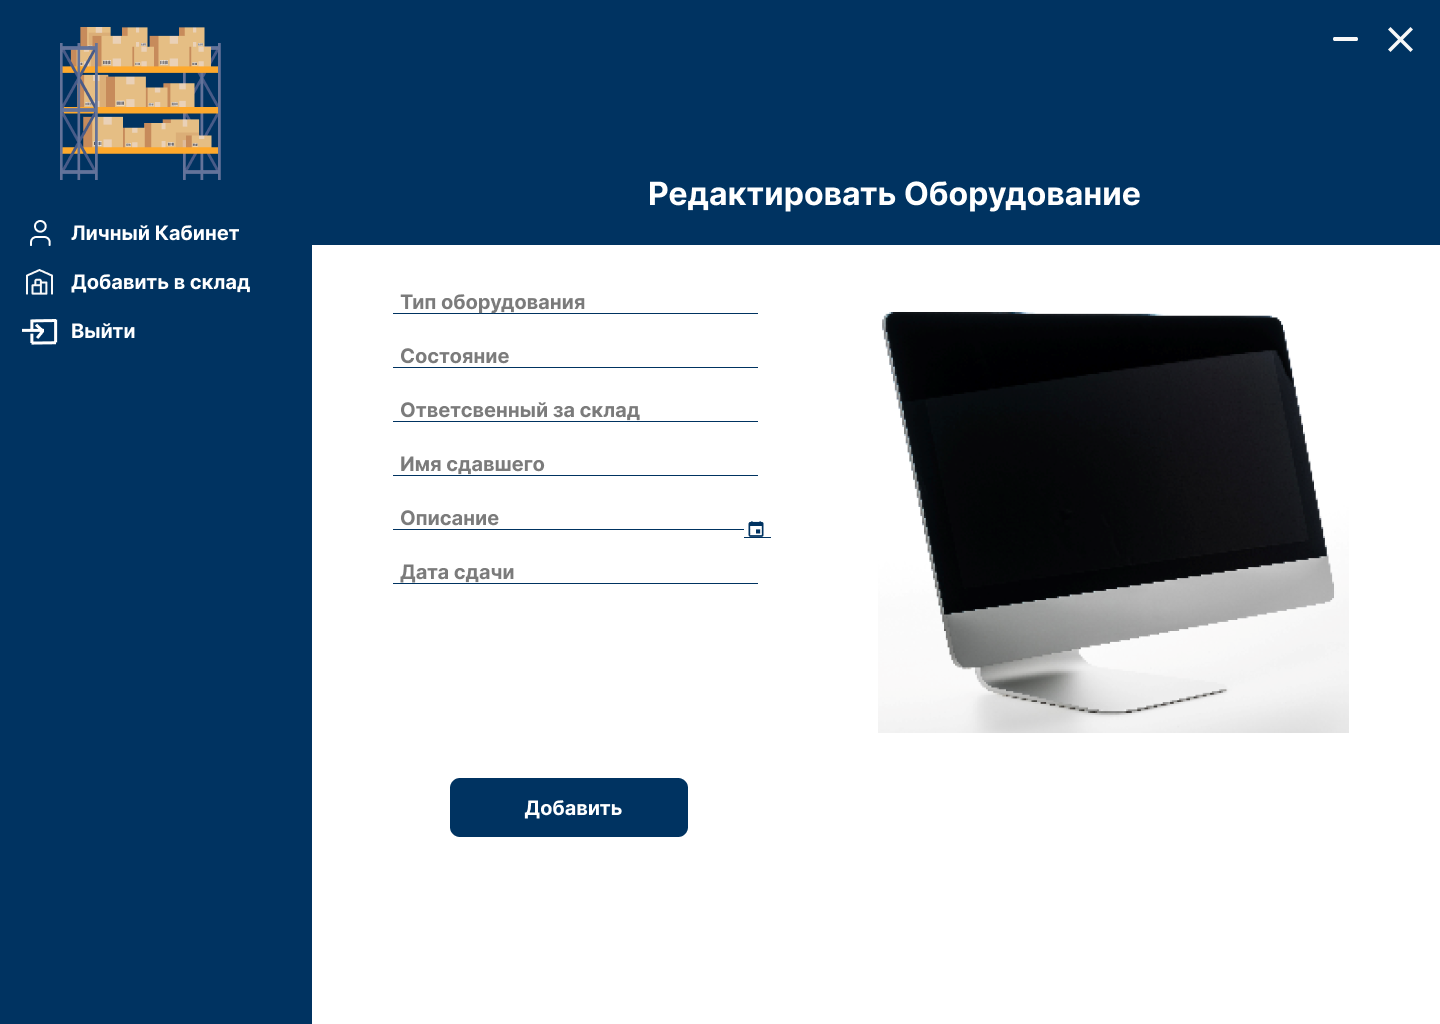 Редактировать Оборудование
Личный Кабинет
Добавить в склад
Выйти
Тип оборудования
Состояние
Ответсвенный за склад
Имя сдавшего
Описание
Дата сдачи
Добавить